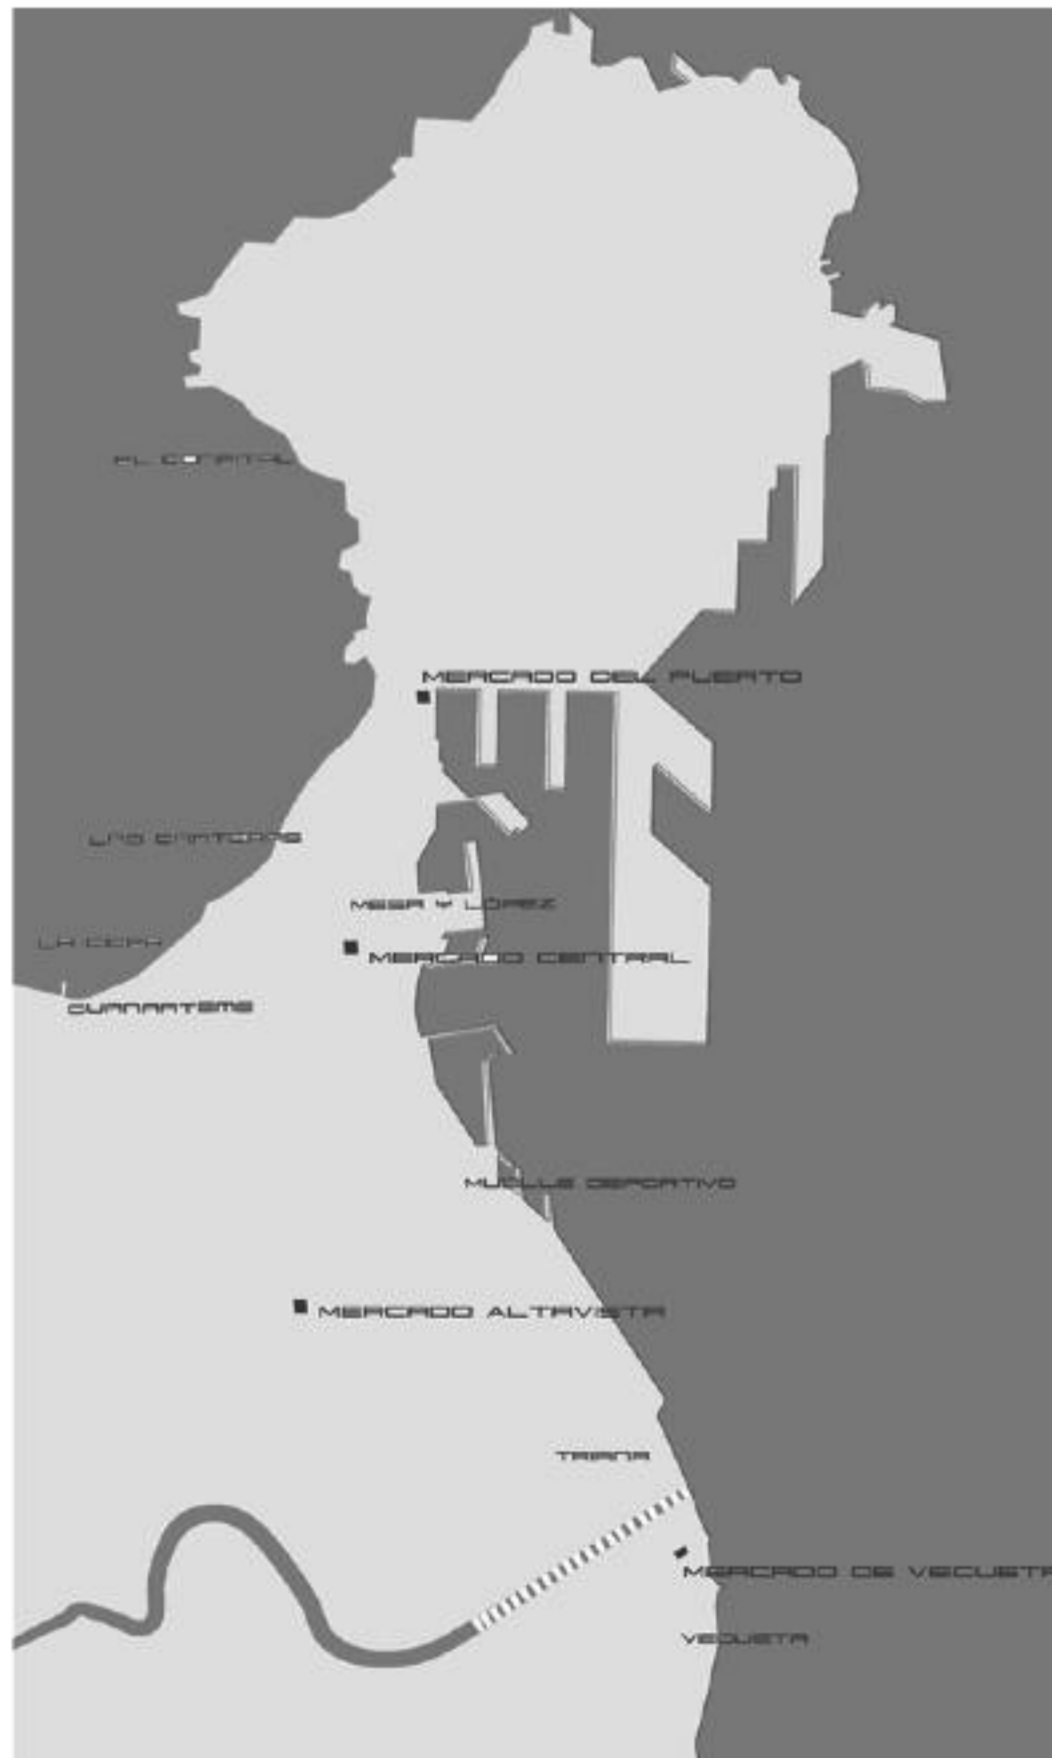 EL CONFITAL
MERCADO DEL PUERTO
LAS CANTERAS
MESA Y LÓPEZ
LA CICER
MERCADO CENTRAL
GUANARTEME
MUELLE DEPORTIVO
MERCADO ALTAVISTA
TRIANA
MERCADO DE VEGUETA
VEGUETA